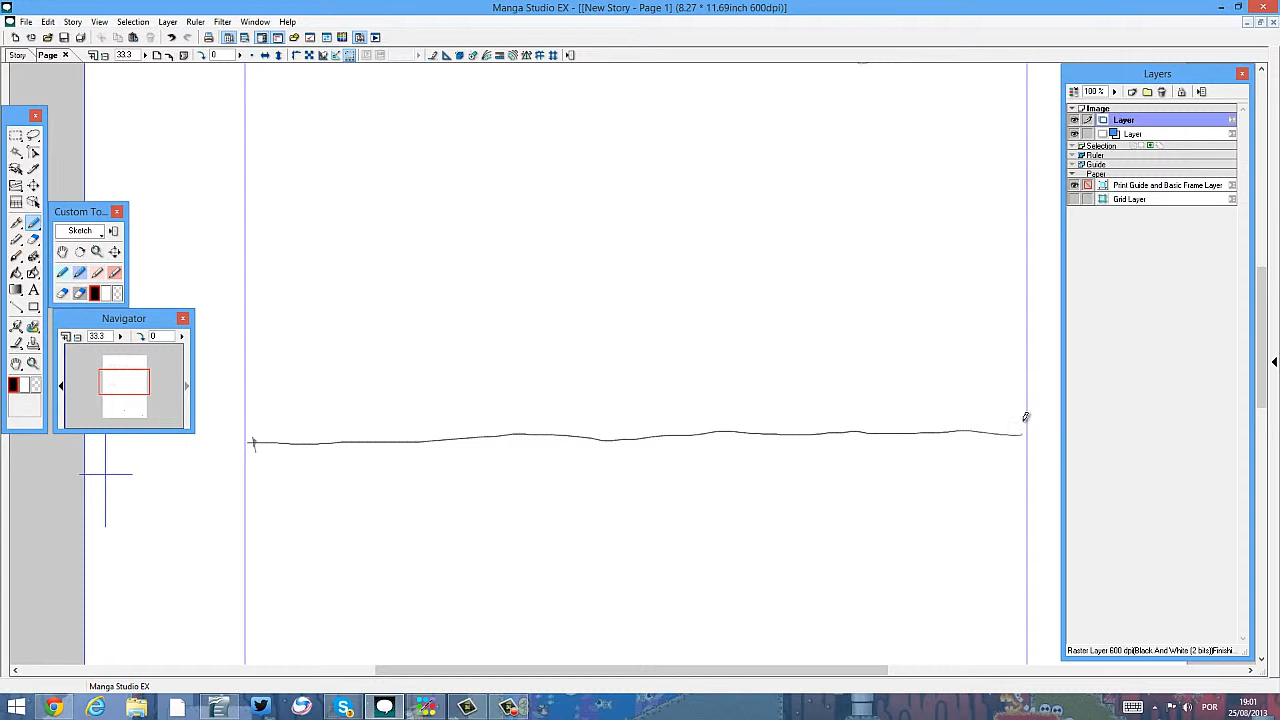 Manga Studio EX - [[New Story - Page 1] (8.27 * 11.69inch 600dpi)]
File Edit Story View Selection Layer Ruler Filter Window Help
33.3 0
Story Page
Layers
100 %
Image
Layer
Layer
Selection
Ruler
Guide
Paper
Print Guide and Basic Frame Layer
Grid Layer
Custom To...
Sketch
A
Navigator
33.3 0
Raster Layer 600 dpi(Black And White (2 bits)(Finishi...
Manga Studio EX
POR
19:01
25/08/2013